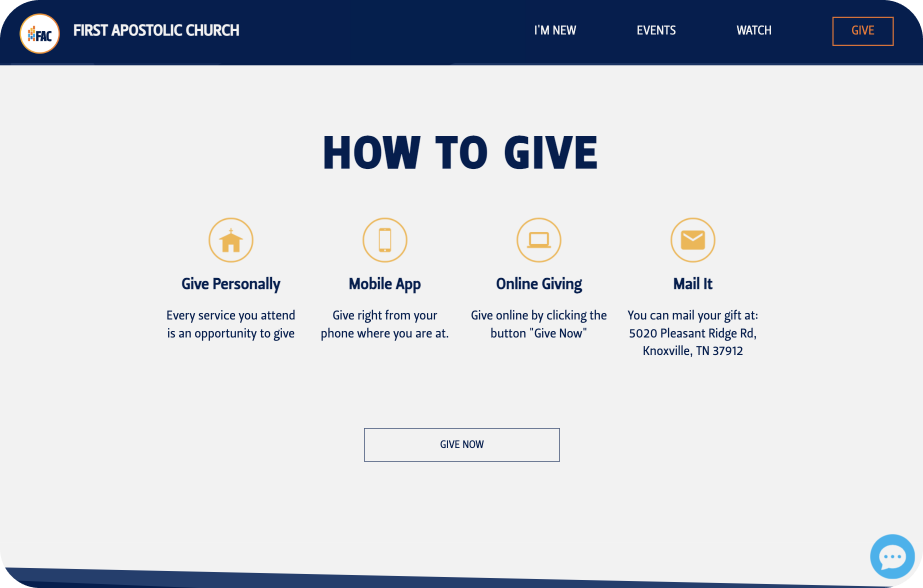 FAC
FIRST APOSTOLIC CHURCH
I'M NEW
EVENTS
WATCH
GIVE
HOW TO GIVE
Give Personally
Every service you attend
is an opportunity to give
Mobile App
Give right from your
phone where you are at.
Online Giving
Give online by clicking the
button "Give Now"
Mail It
You can mail your gift at:
5020 Pleasant Ridge Rd,
Knoxville, TN 37912
GIVE NOW